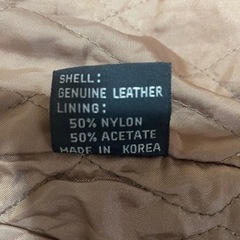 SHELL:
GENUINE LEATHER
LINING:
50% NYLON
50% ACETATE
MADE IN KOREA